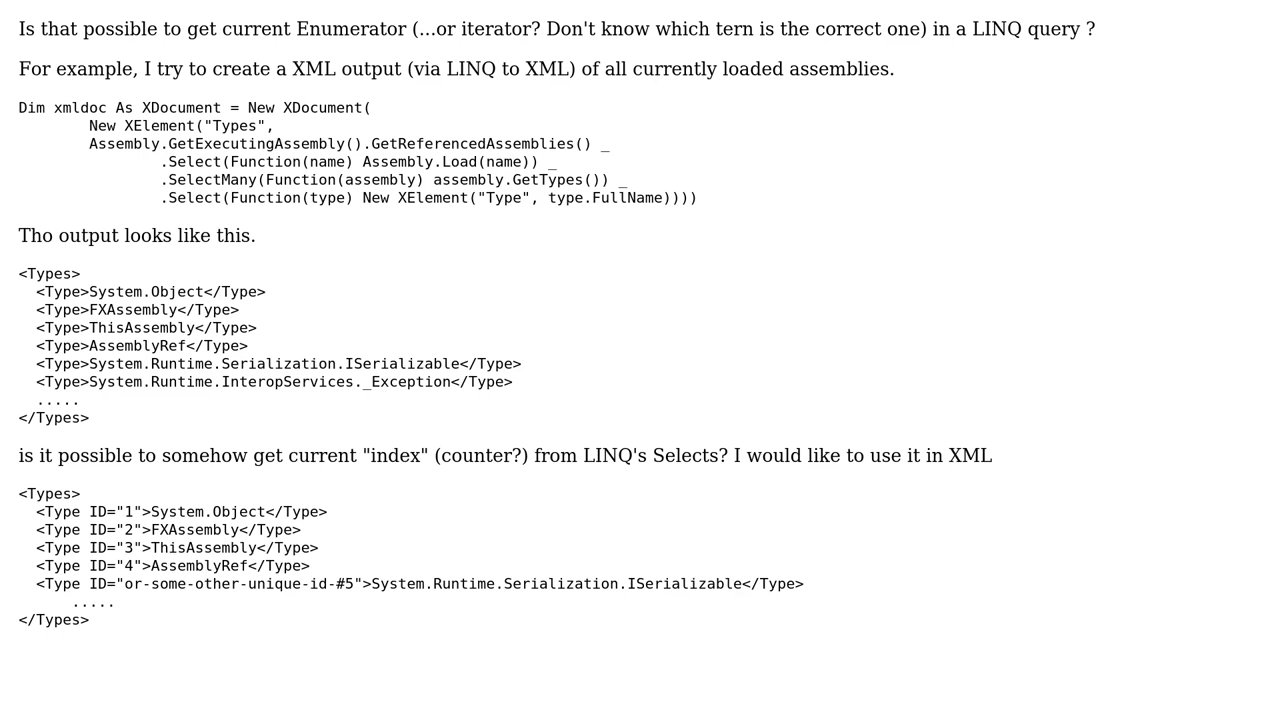 Is that possible to get current Enumerator (...or iterator? Don't know which tern is the correct one) in a LINQ query ?
For example, I try to create a XML output (via LINQ to XML) of all currently loaded assemblies.
Dim xmldoc As XDocument = New XDocument(
        New XElement("Types",
        Assembly.GetExecutingAssembly().GetReferencedAssemblies() _
                .Select(Function(name) Assembly.Load(name)) _
                .SelectMany(Function(assembly) assembly.GetTypes()) _
                .Select(Function(type) New XElement("Type", type.FullName))))
Tho output looks like this.
<Types>
  <Type>System.Object</Type>
  <Type>FXAssembly</Type>
  <Type>ThisAssembly</Type>
  <Type>AssemblyRef</Type>
  <Type>System.Runtime.Serialization.ISerializable</Type>
  <Type>System.Runtime.InteropServices._Exception</Type>
  .....
</Types>
is it possible to somehow get current "index" (counter?) from LINQ's Selects? I would like to use it in XML
<Types>
  <Type ID="1">System.Object</Type>
  <Type ID="2">FXAssembly</Type>
  <Type ID="3">ThisAssembly</Type>
  <Type ID="4">AssemblyRef</Type>
  <Type ID="or-some-other-unique-id-#5">System.Runtime.Serialization.ISerializable</Type>
      .....
</Types>